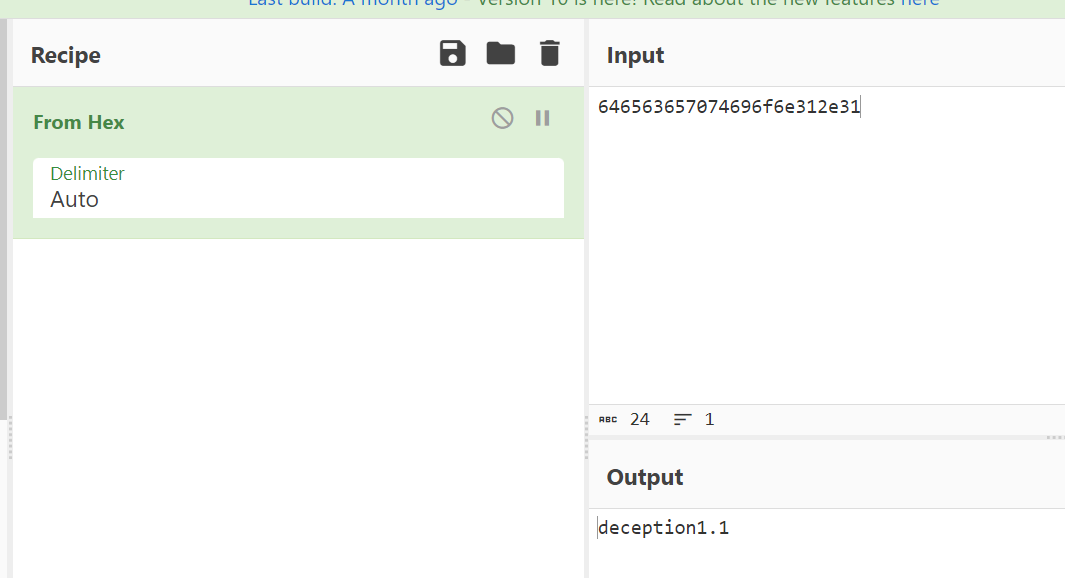 Last build: A month ago - Version 10 is here! Read about the new features here
Recipe
From Hex
Delimiter
Auto
Input
646563657074696f6e312e31
ABC 24 1
Output
deception1.1